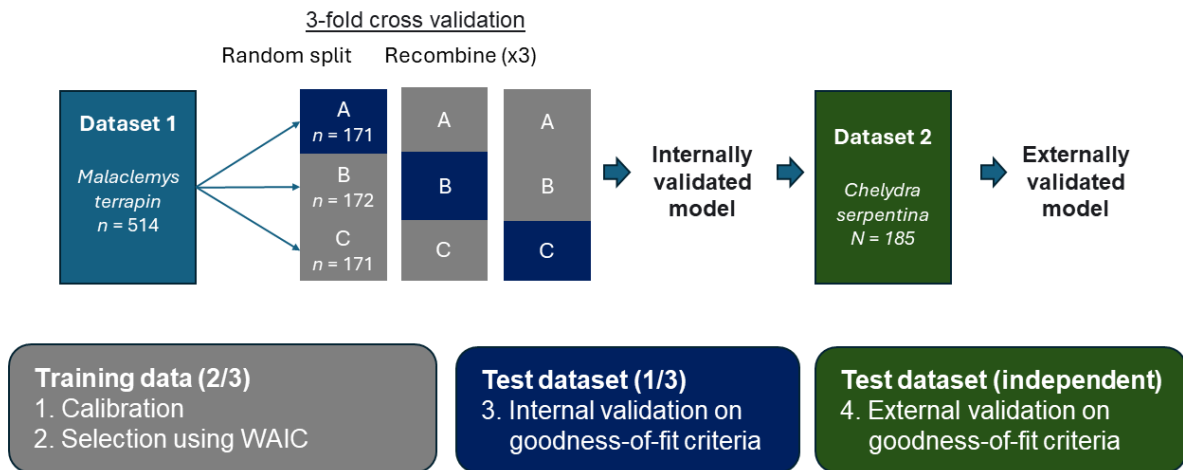 3-fold cross validation
Random split
Recombine (x3)
Dataset 1
Malaclemys
terrapin
n = 514
A
n = 171
B
n = 172
C
n = 171
A
B
C
A
B
C
Internally
validated
model
Dataset 2
Chelydra
serpentina
N = 185
Externally
validated
model
Training data (2/3)
1. Calibration
2. Selection using WAIC
Test dataset (1/3)
3. Internal validation on
goodness-of-fit criteria
Test dataset (independent)
4. External validation on
goodness-of-fit criteria